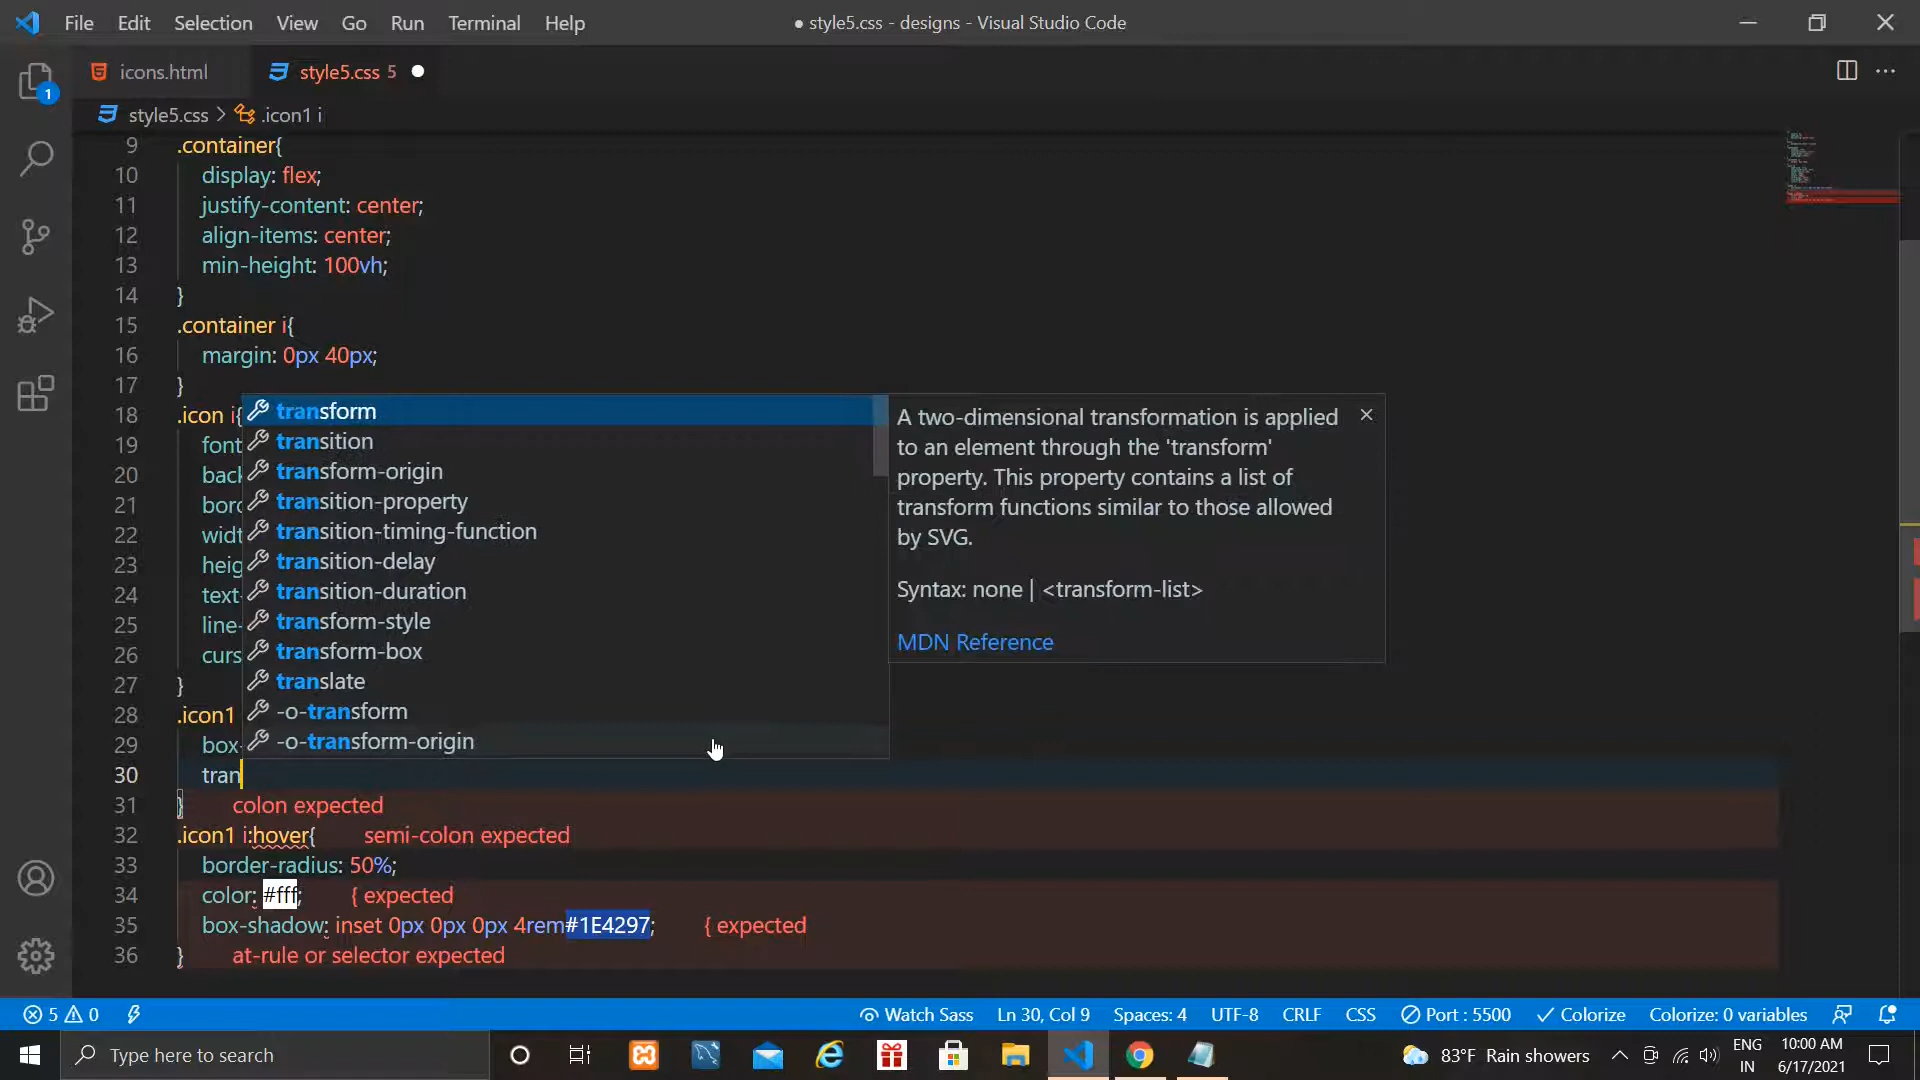 File Edit Selection View Go Run Terminal Help
● style5.css - designs - Visual Studio Code
icons.html
style5.css 5
style5.css > .icon1 i
1
9 .container{
10 display: flex;
11 justify-content: center;
12 align-items: center;
13 min-height: 100vh;
14 }
15 .container i{
16 margin: 0px 40px;
17 }
18 .icon i{
19 font
20 back
21 bord
22 widt
23 heig
24 text-
25 line-
26 curs
27 }
28 .icon1
29 box-
30 tran
31 } colon expected
32 .icon1 i:hover{ semi-colon expected
33 border-radius: 50%;
34 color: #fff; { expected
35 box-shadow: inset 0px 0px 0px 4rem#1E4297; { expected
36 } at-rule or selector expected
transform
transition
transform-origin
transition-property
transition-timing-function
transition-delay
transition-duration
transform-style
transform-box
translate
-o-transform
-o-transform-origin
A two-dimensional transformation is applied
to an element through the 'transform'
property. This property contains a list of
transform functions similar to those allowed
by SVG.
Syntax: none | <transform-list>
MDN Reference
5 0 Watch Sass Ln 30, Col 9 Spaces: 4 UTF-8 CRLF CSS Port : 5500 Colorize Colorize: 0 variables
Type here to search
83°F Rain showers
ENG
IN
10:00 AM
6/17/2021